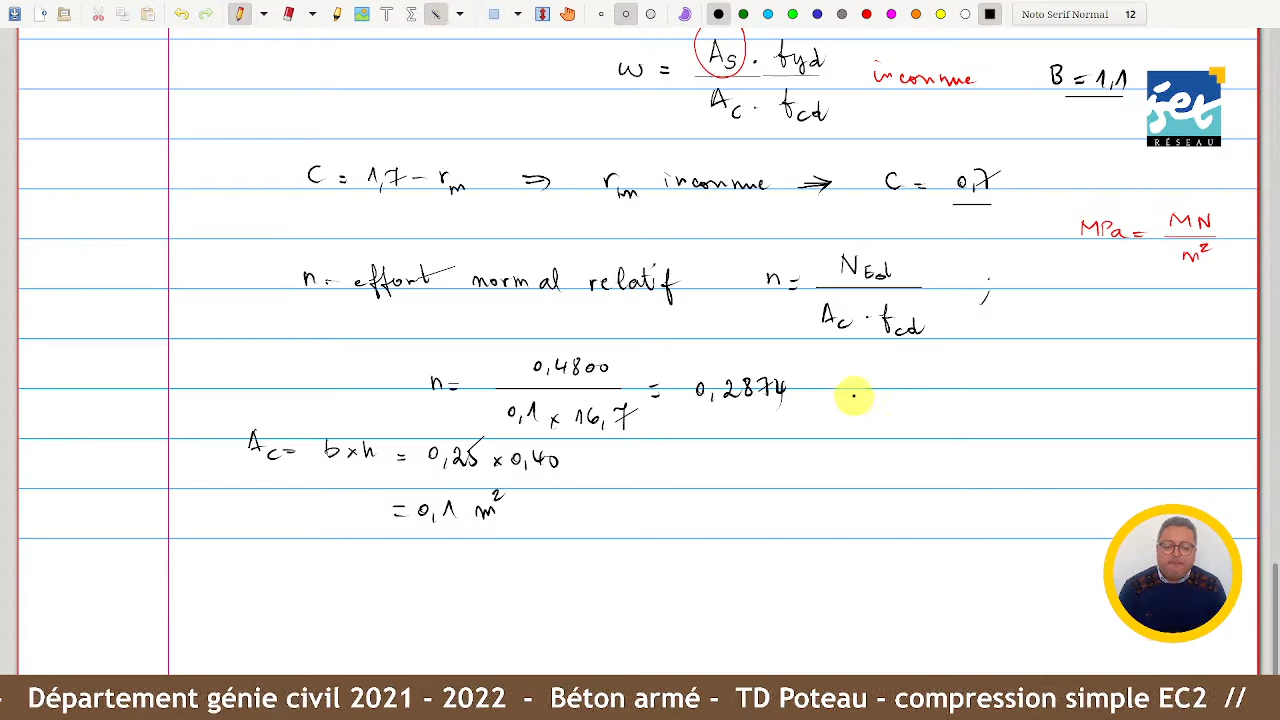 Noto Serif Normal 12
ω = As . fyd / Ac . fcd inconnue B = 1,1
iset
RÉSEAU
C = 1,7 - rm => rm inconnue => C = 0,7
MPa = MN / m²
n = effort normal relatif n = NEd / Ac . fcd ;
n = 0,4800 / 0,1 x 16,7 = 0,2874
Ac = b x h = 0,25 x 0,40
= 0,1 m²
Département génie civil 2021 - 2022 - Béton armé - TD Poteau - compression simple EC2 //